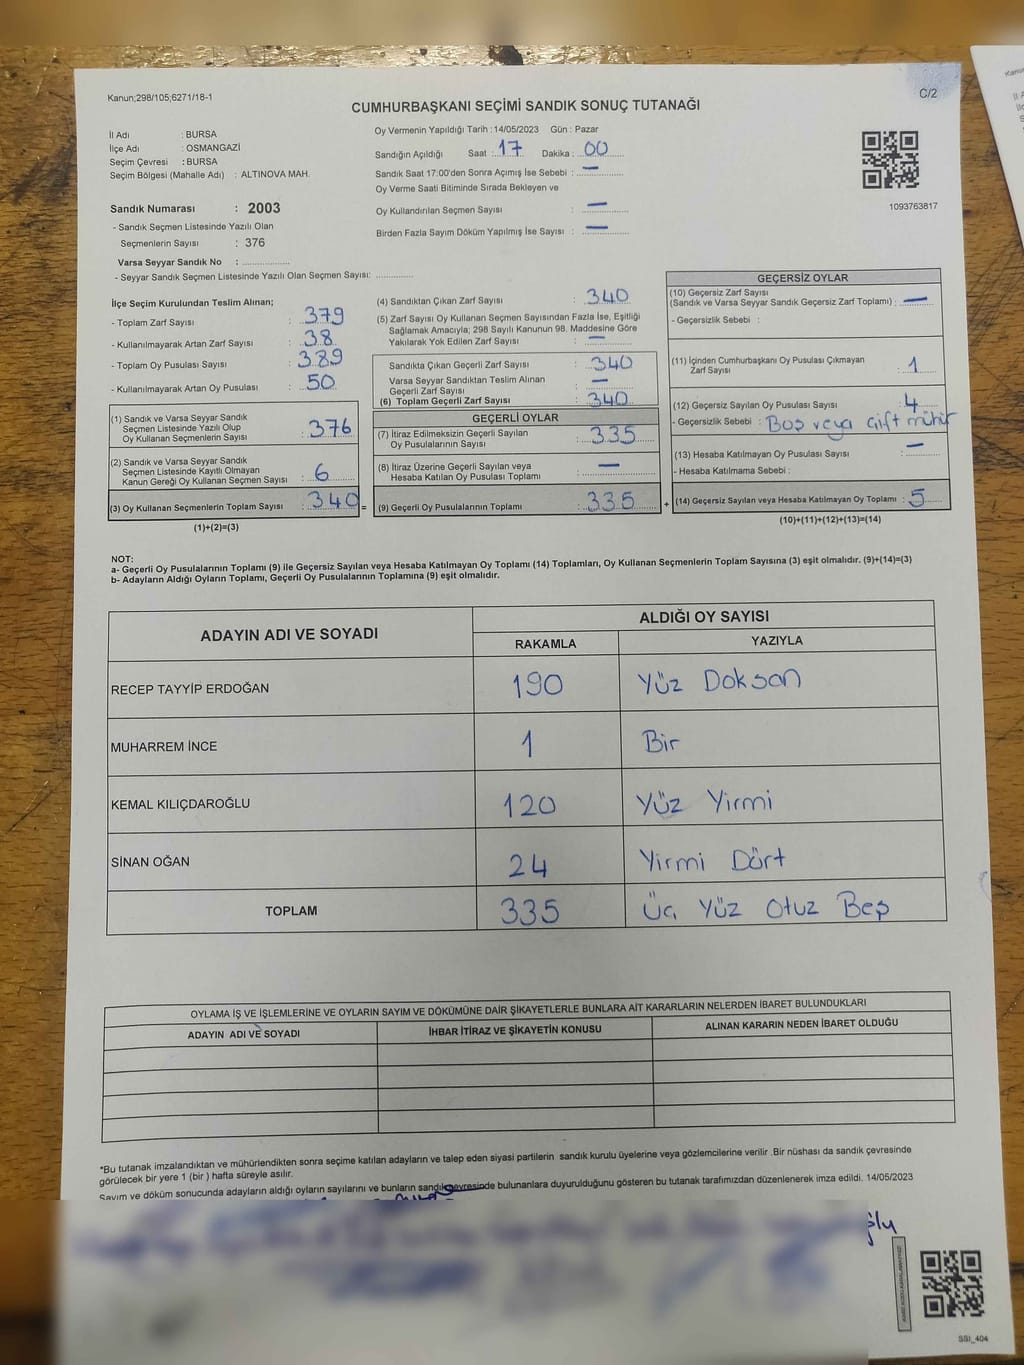 Kanun;298/105;6271/18-1
C/2
CUMHURBAŞKANI SEÇİMİ SANDIK SONUÇ TUTANAĞI
İl Adı : BURSA
İlçe Adı : OSMANGAZİ
Seçim Çevresi : BURSA
Seçim Bölgesi (Mahalle Adı) : ALTINOVA MAH.
Sandık Numarası : 2003
- Sandık Seçmen Listesinde Yazılı Olan
Seçmenlerin Sayısı : 376
Varsa Seyyar Sandık No :
- Seyyar Sandık Seçmen Listesinde Yazılı Olan Seçmen Sayısı:
Oy Vermenin Yapıldığı Tarih : 14/05/2023 Gün : Pazar
Sandığın Açıldığı Saat : 17 Dakika : 00
Sandık Saat 17:00'den Sonra Açımış İse Sebebi : —
Oy Verme Saati Bitiminde Sırada Bekleyen ve
Oy Kullandırılan Seçmen Sayısı : —
Birden Fazla Sayım Döküm Yapılmış İse Sayısı : —
1093763817
İlçe Seçim Kurulundan Teslim Alınan;
- Toplam Zarf Sayısı : 379
- Kullanılmayarak Artan Zarf Sayısı : 38
- Toplam Oy Pusulası Sayısı : 389
- Kullanılmayarak Artan Oy Pusulası : 50
(1) Sandık ve Varsa Seyyar Sandık
Seçmen Listesinde Yazılı Olup
Oy Kullanan Seçmenlerin Sayısı : 376
(2) Sandık ve Varsa Seyyar Sandık
Seçmen Listesinde Kayıtlı Olmayan
Kanun Gereği Oy Kullanan Seçmen Sayısı : 6
(3) Oy Kullanan Seçmenlerin Toplam Sayısı : 340 =
(1)+(2)=(3)
(4) Sandıktan Çıkan Zarf Sayısı : 340
(5) Zarf Sayısı Oy Kullanan Seçmen Sayısından Fazla İse, Eşitliği
Sağlamak Amacıyla; 298 Sayılı Kanunun 98. Maddesine Göre
Yakılarak Yok Edilen Zarf Sayısı : —
Sandıkta Çıkan Geçerli Zarf Sayısı : 340
Varsa Seyyar Sandıktan Teslim Alınan
Geçerli Zarf Sayısı : —
(6) Toplam Geçerli Zarf Sayısı : 340
GEÇERLİ OYLAR
(7) İtiraz Edilmeksizin Geçerli Sayılan
Oy Pusulalarının Sayısı : 335
(8) İtiraz Üzerine Geçerli Sayılan veya
Hesaba Katılan Oy Pusulası Toplamı : —
(9) Geçerli Oy Pusulalarının Toplamı : 335 +
GEÇERSİZ OYLAR
(10) Geçersiz Zarf Sayısı
(Sandık ve Varsa Seyyar Sandık Geçersiz Zarf Toplamı) : —
- Geçersizlik Sebebi :
(11) İçinden Cumhurbaşkanı Oy Pusulası Çıkmayan
Zarf Sayısı : 1
(12) Geçersiz Sayılan Oy Pusulası Sayısı : 4
- Geçersizlik Sebebi : Boş veya Çift mühür
(13) Hesaba Katılmayan Oy Pusulası Sayısı : —
- Hesaba Katılmama Sebebi :
(14) Geçersiz Sayılan veya Hesaba Katılmayan Oy Toplamı : 5
(10)+(11)+(12)+(13)=(14)
NOT:
a- Geçerli Oy Pusulalarının Toplamı (9) ile Geçersiz Sayılan veya Hesaba Katılmayan Oy Toplamı (14) Toplamları, Oy Kullanan Seçmenlerin Toplam Sayısına (3) eşit olmalıdır. (9)+(14)=(3)
b- Adayların Aldığı Oyların Toplamı, Geçerli Oy Pusulalarının Toplamına (9) eşit olmalıdır.
ADAYIN ADI VE SOYADI ALDIĞI OY SAYISI
RAKAMLA YAZIYLA
RECEP TAYYİP ERDOĞAN 190 Yüz Doksan
MUHARREM İNCE 1 Bir
KEMAL KILIÇDAROĞLU 120 Yüz Yirmi
SİNAN OĞAN 24 Yirmi Dört
TOPLAM 335 Üç Yüz Otuz Beş
OYLAMA İŞ VE İŞLEMLERİNE VE OYLARIN SAYIM VE DÖKÜMÜNE DAİR ŞİKAYETLERLE BUNLARA AİT KARARLARIN NELERDEN İBARET BULUNDUKLARI
ADAYIN ADI VE SOYADI İHBAR İTİRAZ VE ŞİKAYETİN KONUSU ALINAN KARARIN NEDEN İBARET OLDUĞU
*Bu tutanak imzalandıktan ve mühürlendikten sonra seçime katılan adayların ve talep eden siyasi partilerin sandık kurulu üyelerine veya gözlemcilerine verilir .Bir nüshası da sandık çevresinde
görülecek bir yere 1 (bir ) hafta süreyle asılır.
Sayım ve döküm sonucunda adayların aldığı oyların sayılarını ve bunların sandık çevresinde bulunanlara duyurulduğunu gösteren bu tutanak tarafımızdan düzenlenerek imza edildi. 14/05/2023
SSI_404